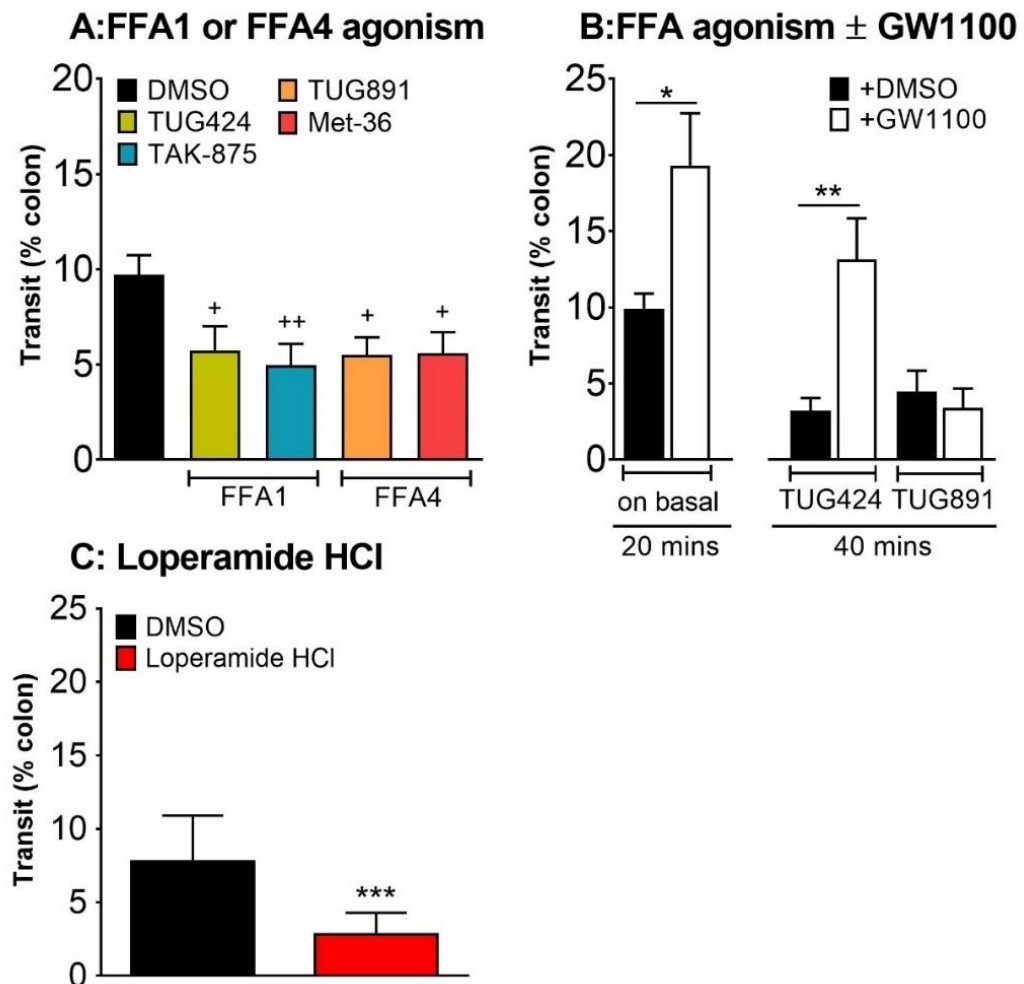 A:FFA1 or FFA4 agonism
Transit (% colon)
20
15
10
5
0
DMSO
TUG424
TAK-875
TUG891
Met-36
+
++
+
+
FFA1
FFA4
B:FFA agonism ± GW1100
Transit (% colon)
25
20
15
10
5
0
+DMSO
+GW1100
*
**
on basal
TUG424
TUG891
20 mins
40 mins
C: Loperamide HCl
Transit (% colon)
25
20
15
10
5
0
DMSO
Loperamide HCl
***